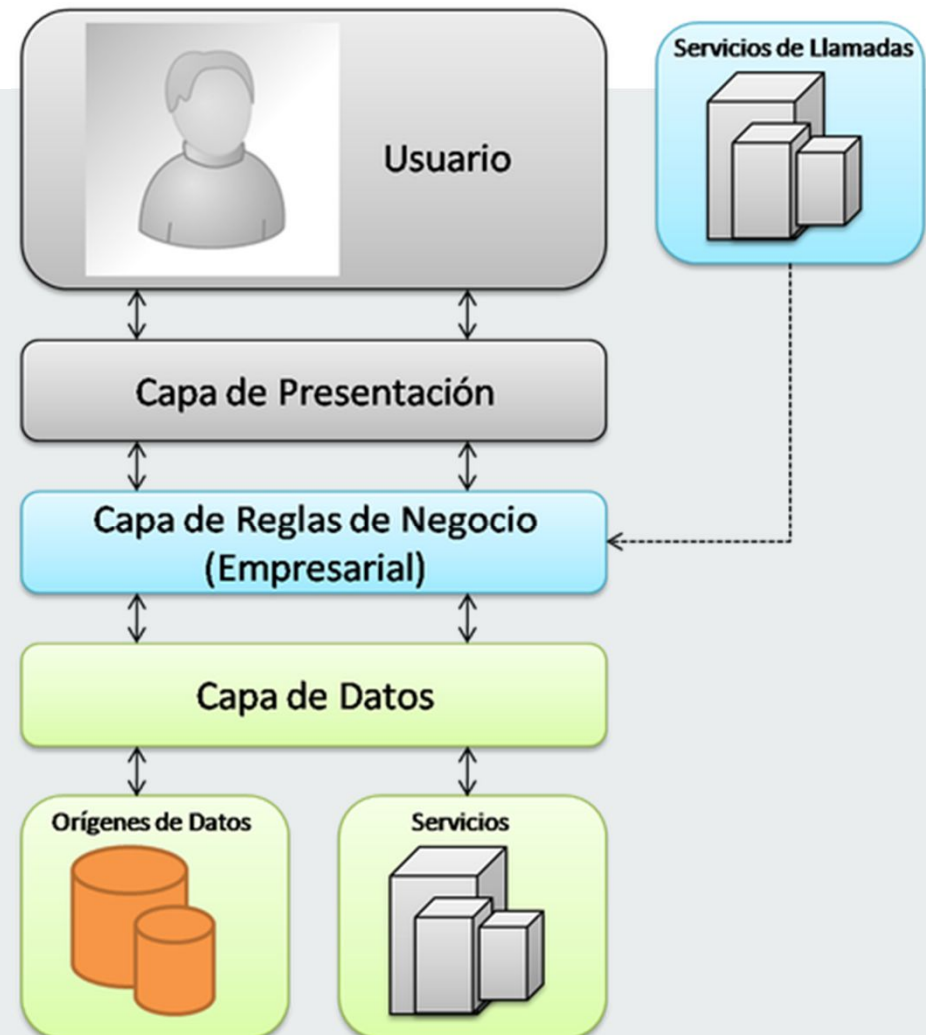 Usuario
Servicios de Llamadas
Capa de Presentación
Capa de Reglas de Negocio
(Empresarial)
Capa de Datos
Orígenes de Datos
Servicios